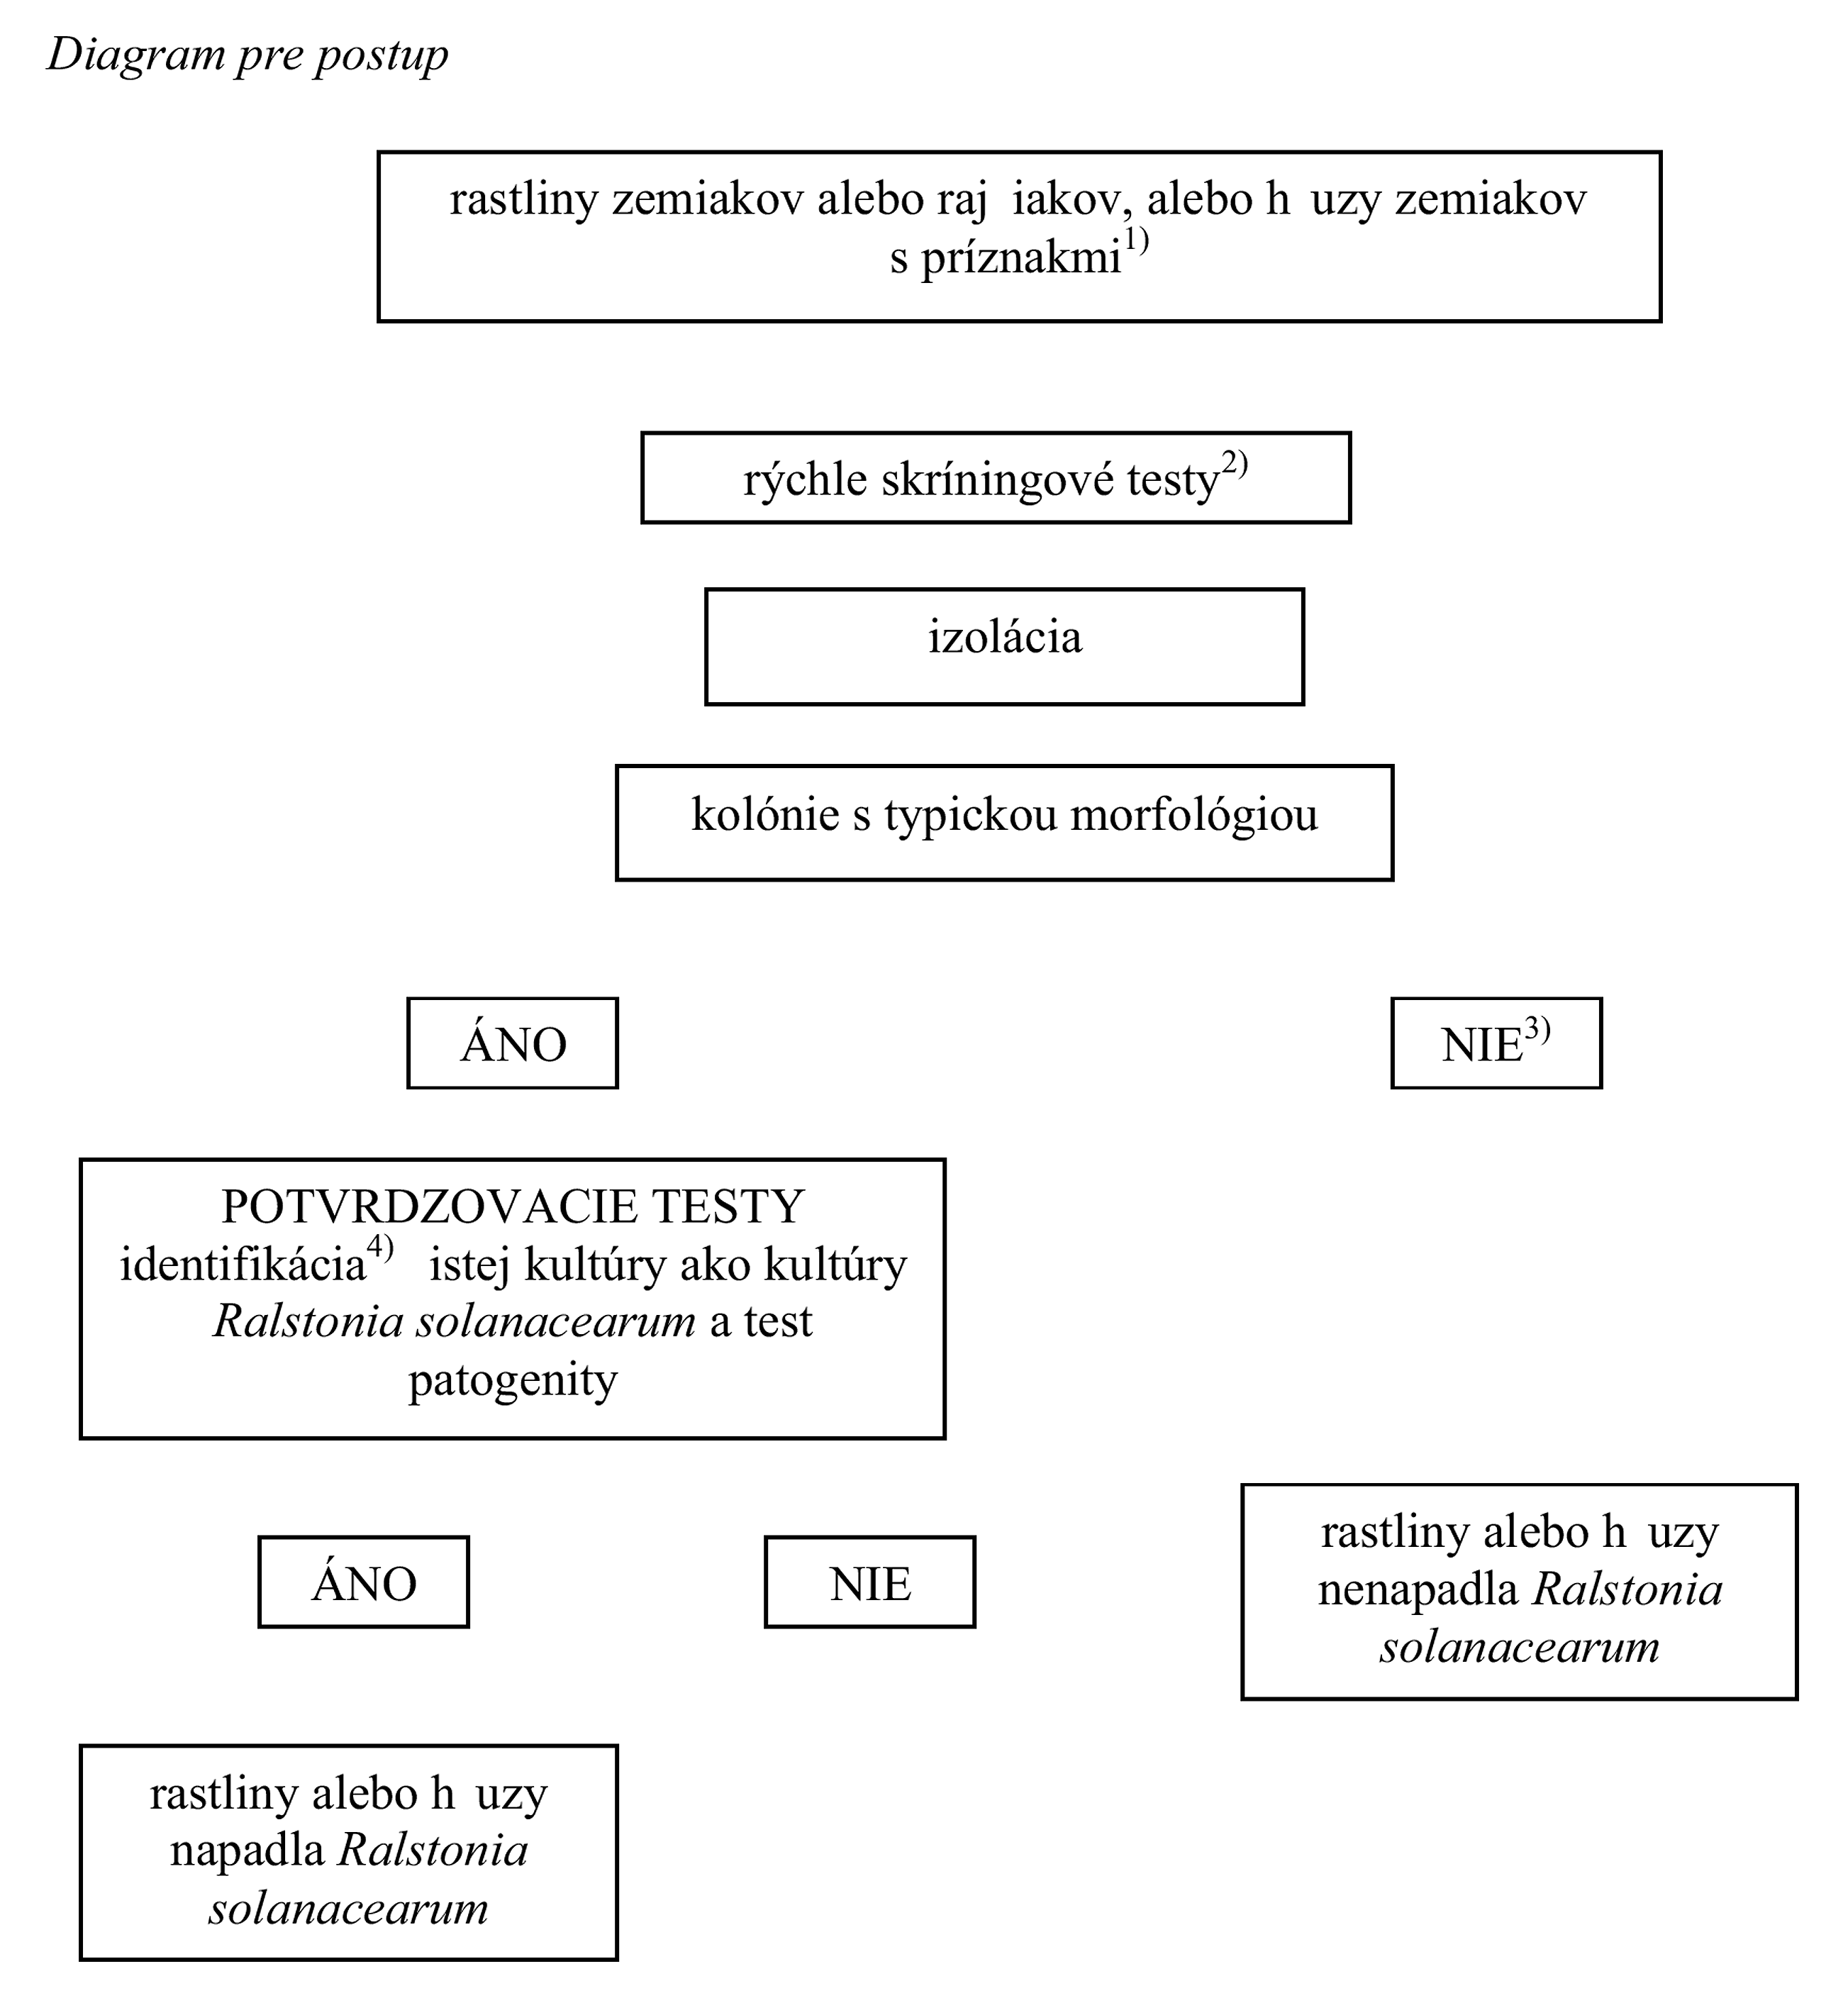 Diagram pre postup
rastliny zemiakov alebo raj iakov, alebo h uzy zemiakov
s príznakmi1)
rýchle skríningové testy2)
izolácia
kolónie s typickou morfológiou
ÁNO
NIE3)
POTVRDZOVACIE TESTY
identifikácia4) istej kultúry ako kultúry
Ralstonia solanacearum a test
patogenity
ÁNO
NIE
rastliny alebo h uzy
nenapadla Ralstonia
solanacearum
rastliny alebo h uzy
napadla Ralstonia
solanacearum